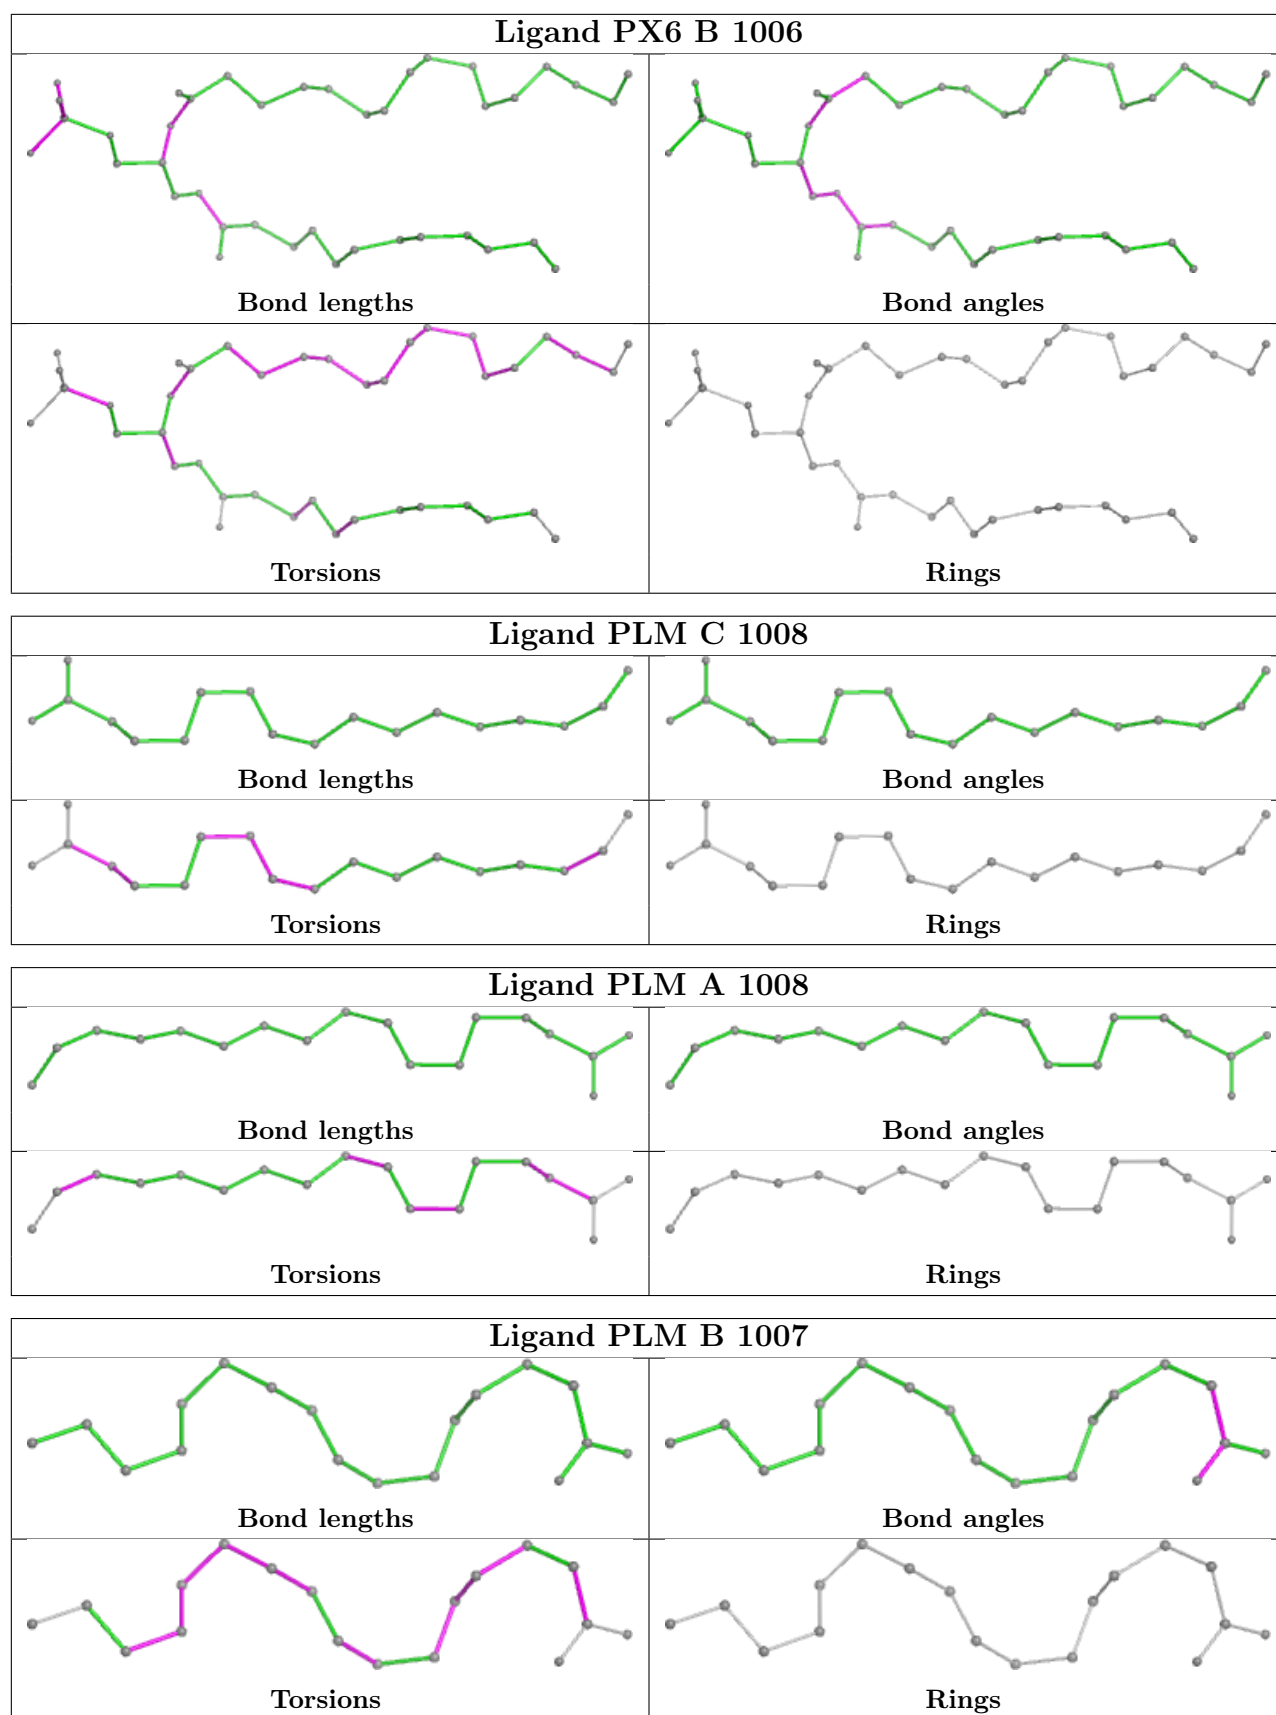 Ligand PX6 B 1006
Bond lengths
Bond angles
Torsions
Rings
Ligand PLM C 1008
Bond lengths
Bond angles
Torsions
Rings
Ligand PLM A 1008
Bond lengths
Bond angles
Torsions
Rings
Ligand PLM B 1007
Bond lengths
Bond angles
Torsions
Rings